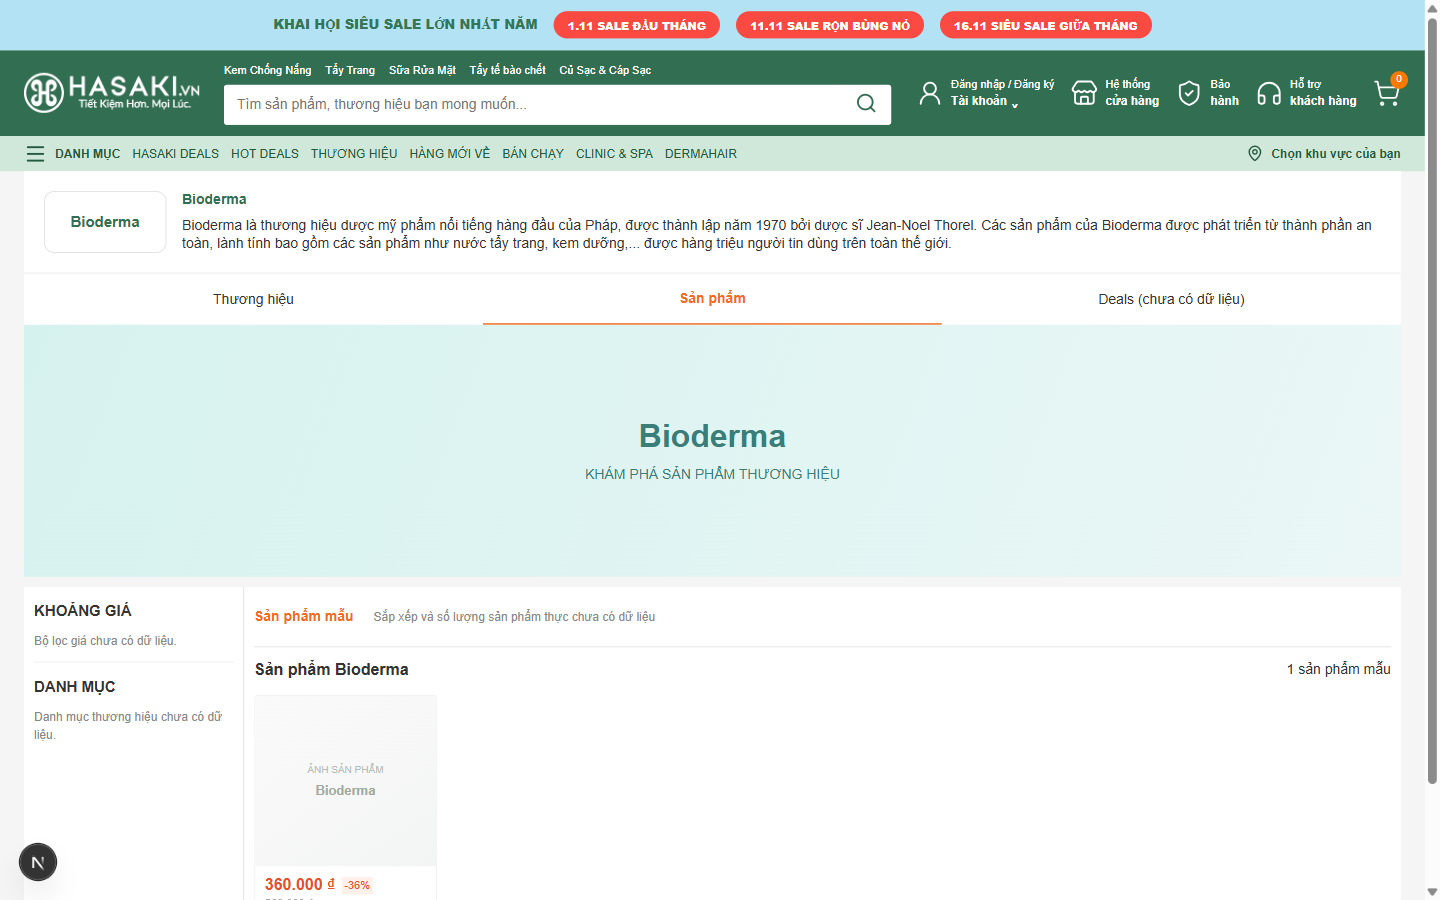 KHAI HỘI SIÊU SALE LỚN NHẤT NĂM
1.11 SALE ĐẦU THÁNG
11.11 SALE RỘN BÙNG NỔ
16.11 SIÊU SALE GIỮA THÁNG
HASAKI.VN
Tiết Kiệm Hơn. Mọi Lúc.
Kem Chống Nắng
Tẩy Trang
Sữa Rửa Mặt
Tẩy tế bào chết
Củ Sạc & Cáp Sạc
Tìm sản phẩm, thương hiệu bạn mong muốn...
Đăng nhập / Đăng ký
Tài khoản
Hệ thống
cửa hàng
Bảo
hành
Hỗ trợ
khách hàng
0
DANH MỤC
HASAKI DEALS
HOT DEALS
THƯƠNG HIỆU
HÀNG MỚI VỀ
BÁN CHẠY
CLINIC & SPA
DERMAHAIR
Chọn khu vực của bạn
Bioderma
Bioderma
Bioderma là thương hiệu dược mỹ phẩm nổi tiếng hàng đầu của Pháp, được thành lập năm 1970 bởi dược sĩ Jean-Noel Thorel. Các sản phẩm của Bioderma được phát triển từ thành phần an
toàn, lành tính bao gồm các sản phẩm như nước tẩy trang, kem dưỡng,... được hàng triệu người tin dùng trên toàn thế giới.
Thương hiệu
Sản phẩm
Deals (chưa có dữ liệu)
Bioderma
KHÁM PHÁ SẢN PHẨM THƯƠNG HIỆU
KHOẢNG GIÁ
Bộ lọc giá chưa có dữ liệu.
DANH MỤC
Danh mục thương hiệu chưa có dữ
liệu.
Sản phẩm mẫu
Sắp xếp và số lượng sản phẩm thực chưa có dữ liệu
Sản phẩm Bioderma
1 sản phẩm mẫu
ẢNH SẢN PHẨM
Bioderma
360.000 ₫
-36%
N